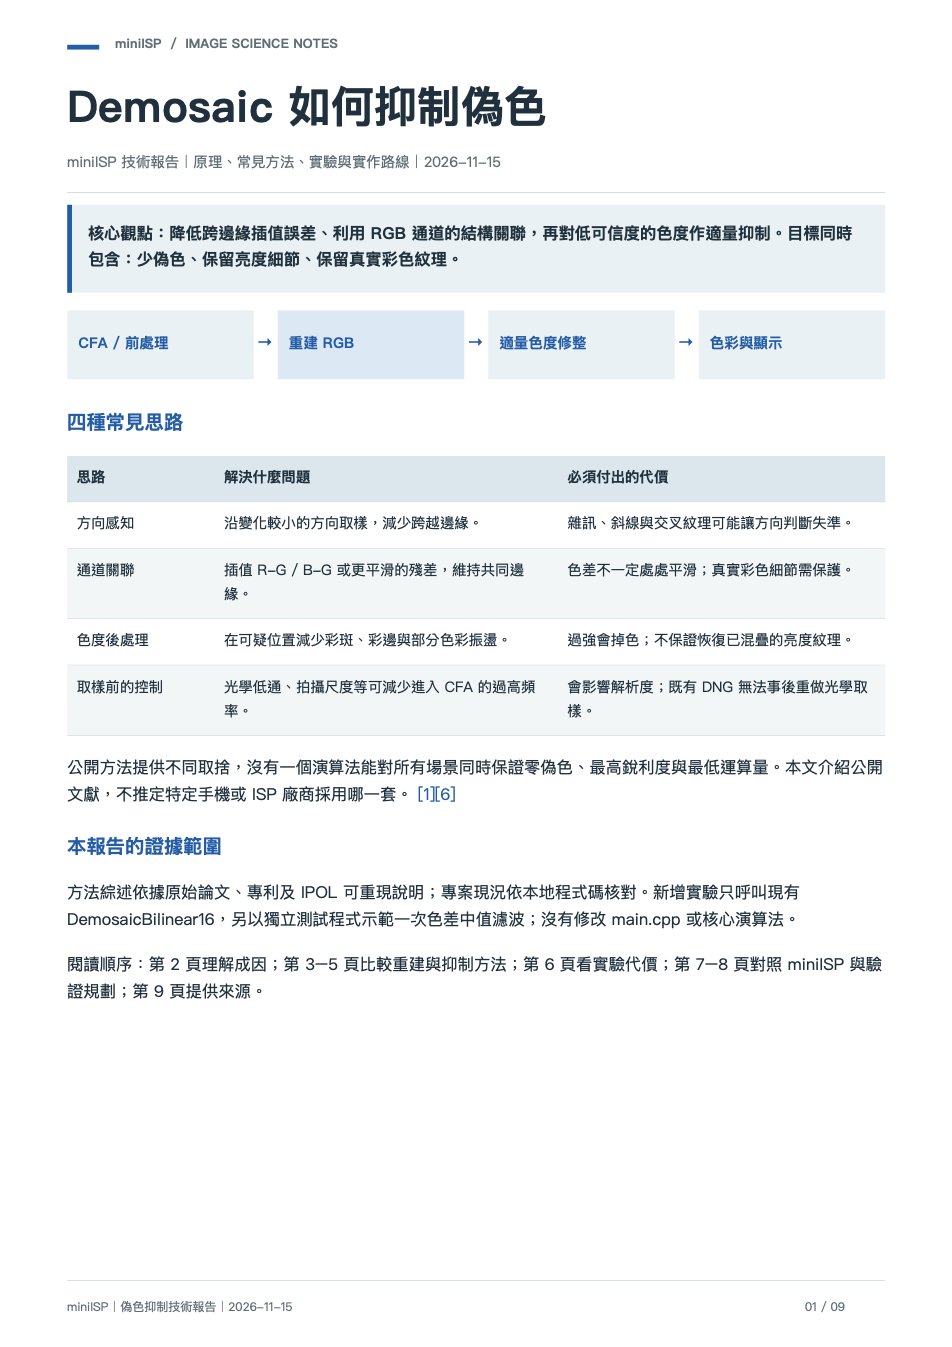 miniISP / IMAGE SCIENCE NOTES
Demosaic 如何抑制偽色
miniISP 技術報告｜原理、常見方法、實驗與實作路線｜2026–11–15
核心觀點：降低跨邊緣插值誤差、利用 RGB 通道的結構關聯，再對低可信度的色度作適量抑制。目標同時
包含：少偽色、保留亮度細節、保留真實彩色紋理。
CFA / 前處理 → 重建 RGB → 適量色度修整 → 色彩與顯示
四種常見思路
思路 解決什麼問題 必須付出的代價
方向感知 沿變化較小的方向取樣，減少跨越邊緣。 雜訊、斜線與交叉紋理可能讓方向判斷失準。
通道關聯 插值 R–G / B–G 或更平滑的殘差，維持共同邊 色差不一定處處平滑；真實彩色細節需保護。
緣。
色度後處理 在可疑位置減少彩斑、彩邊與部分色彩振盪。 過強會掉色；不保證恢復已混疊的亮度紋理。
取樣前的控制 光學低通、拍攝尺度等可減少進入 CFA 的過高頻 會影響解析度；既有 DNG 無法事後重做光學取
率。 樣。
公開方法提供不同取捨，沒有一個演算法能對所有場景同時保證零偽色、最高銳利度與最低運算量。本文介紹公開
文獻，不推定特定手機或 ISP 廠商採用哪一套。 [1][6]
本報告的證據範圍
方法綜述依據原始論文、專利及 IPOL 可重現說明；專案現況依本地程式碼核對。新增實驗只呼叫現有
DemosaicBilinear16，另以獨立測試程式示範一次色差中值濾波；沒有修改 main.cpp 或核心演算法。
閱讀順序：第 2 頁理解成因；第 3–5 頁比較重建與抑制方法；第 6 頁看實驗代價；第 7–8 頁對照 miniISP 與驗
證規劃；第 9 頁提供來源。
miniISP｜偽色抑制技術報告｜2026–11–15 01 / 09